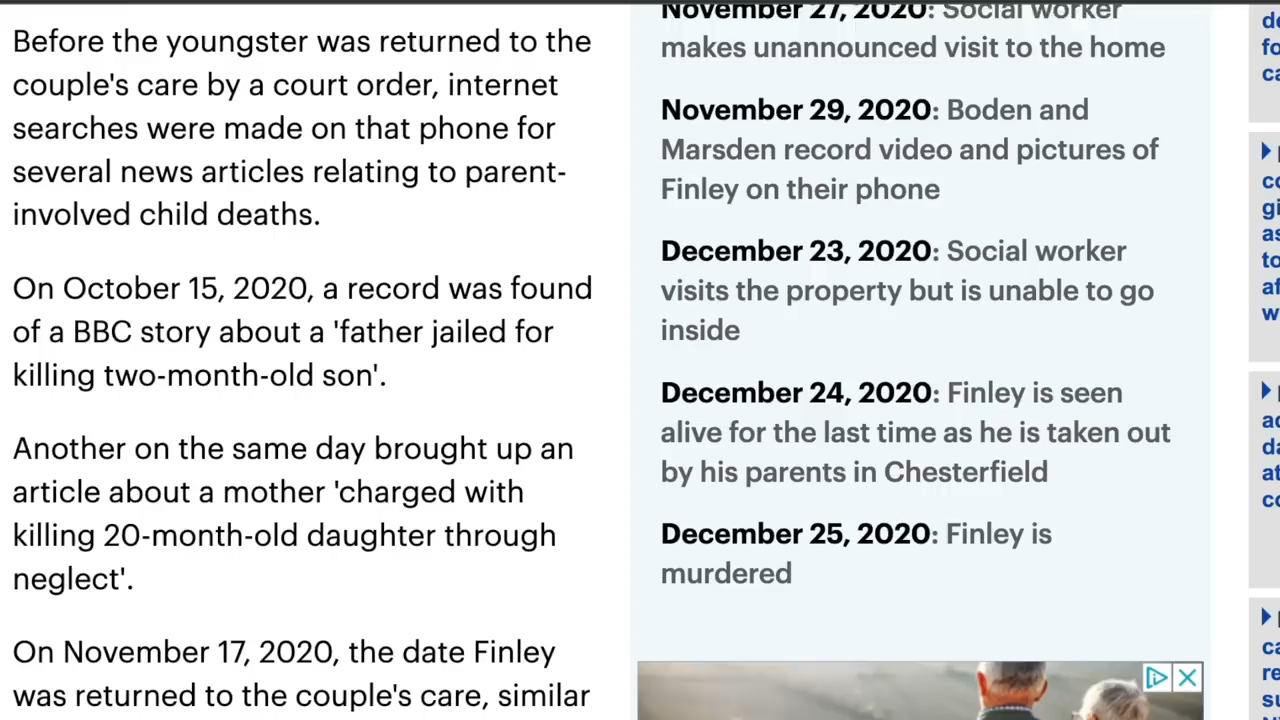 Before the youngster was returned to the
couple's care by a court order, internet
searches were made on that phone for
several news articles relating to parent-
involved child deaths.
On October 15, 2020, a record was found
of a BBC story about a 'father jailed for
killing two-month-old son'.
Another on the same day brought up an
article about a mother 'charged with
killing 20-month-old daughter through
neglect'.
On November 17, 2020, the date Finley
was returned to the couple's care, similar
November 27, 2020: Social worker
makes unannounced visit to the home
November 29, 2020: Boden and
Marsden record video and pictures of
Finley on their phone
December 23, 2020: Social worker
visits the property but is unable to go
inside
December 24, 2020: Finley is seen
alive for the last time as he is taken out
by his parents in Chesterfield
December 25, 2020: Finley is
murdered